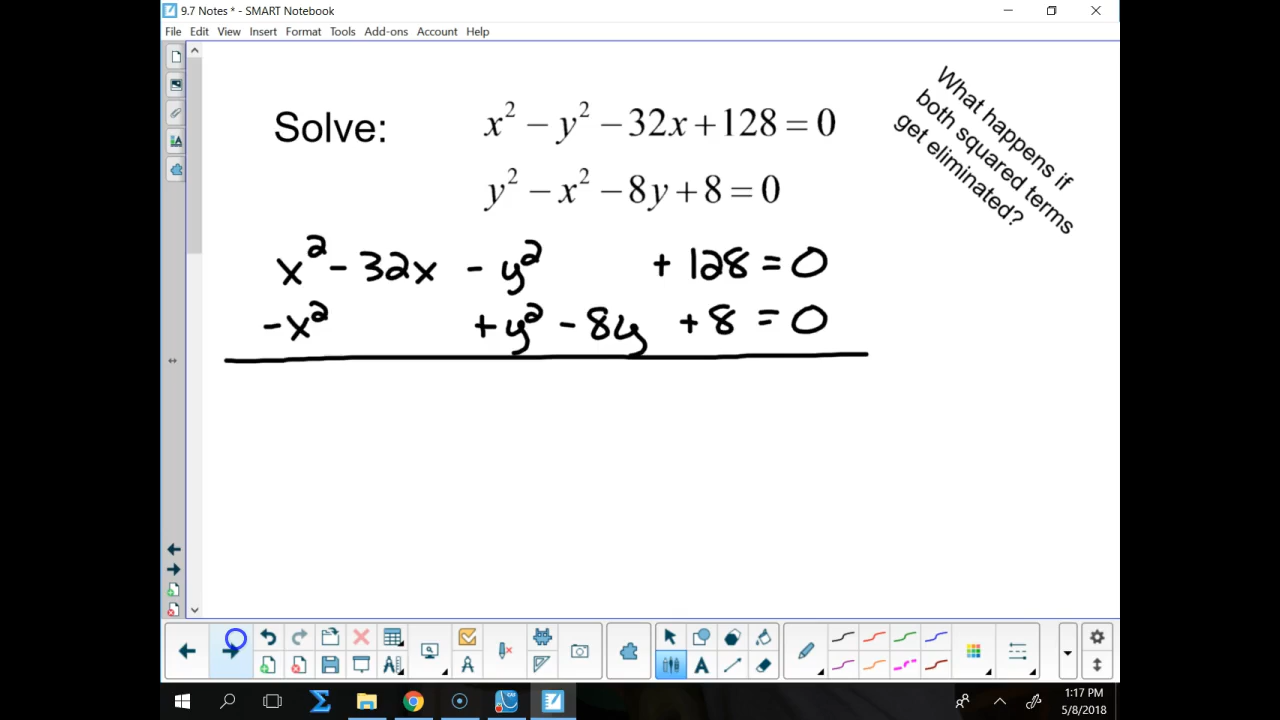 9.7 Notes * - SMART Notebook
File Edit View Insert Format Tools Add-ons Account Help
Solve: x² − y² − 32x + 128 = 0
y² − x² − 8y + 8 = 0
What happens if
both squared terms
get eliminated?
x² - 32x - y² + 128 = 0
-x² + y² - 8y + 8 = 0
1:17 PM
5/8/2018